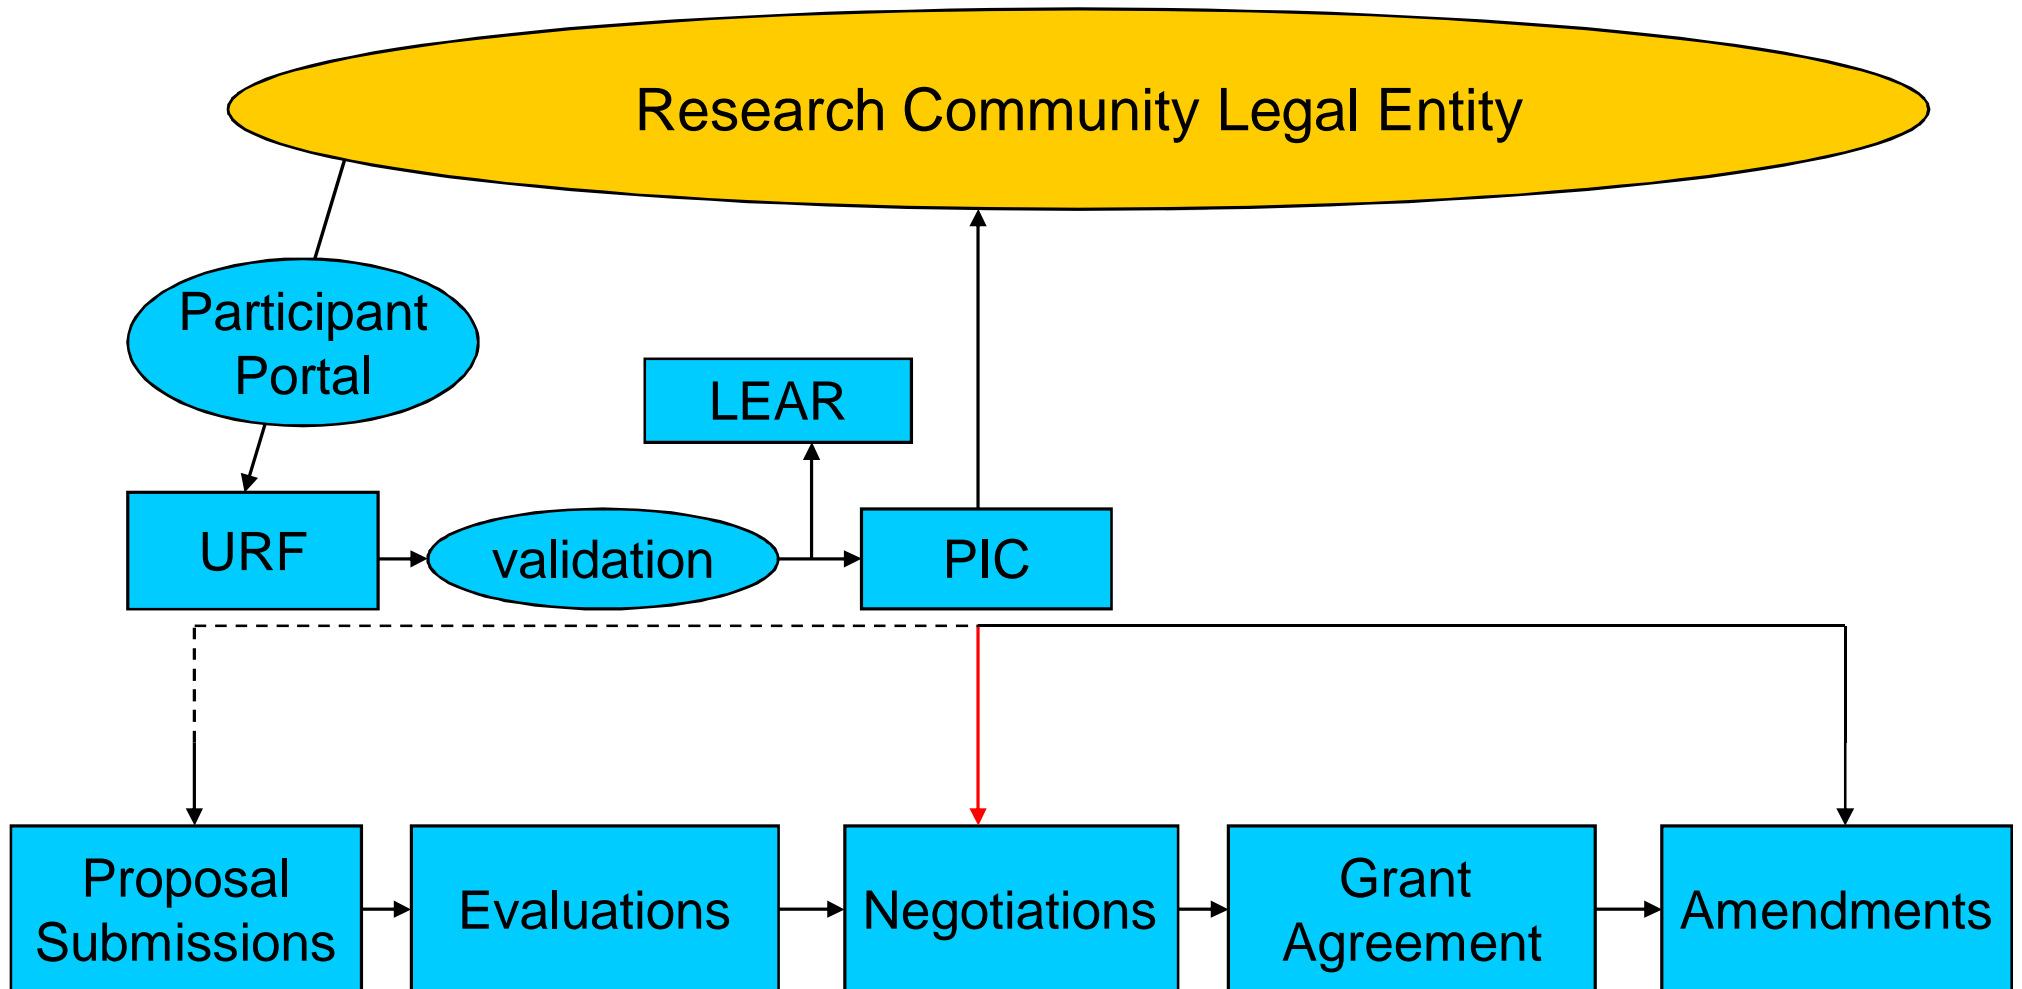 Research Community Legal Entity
Participant
Portal
LEAR
URF
validation
PIC
Proposal
Submissions
Evaluations
Negotiations
Grant
Agreement
Amendments